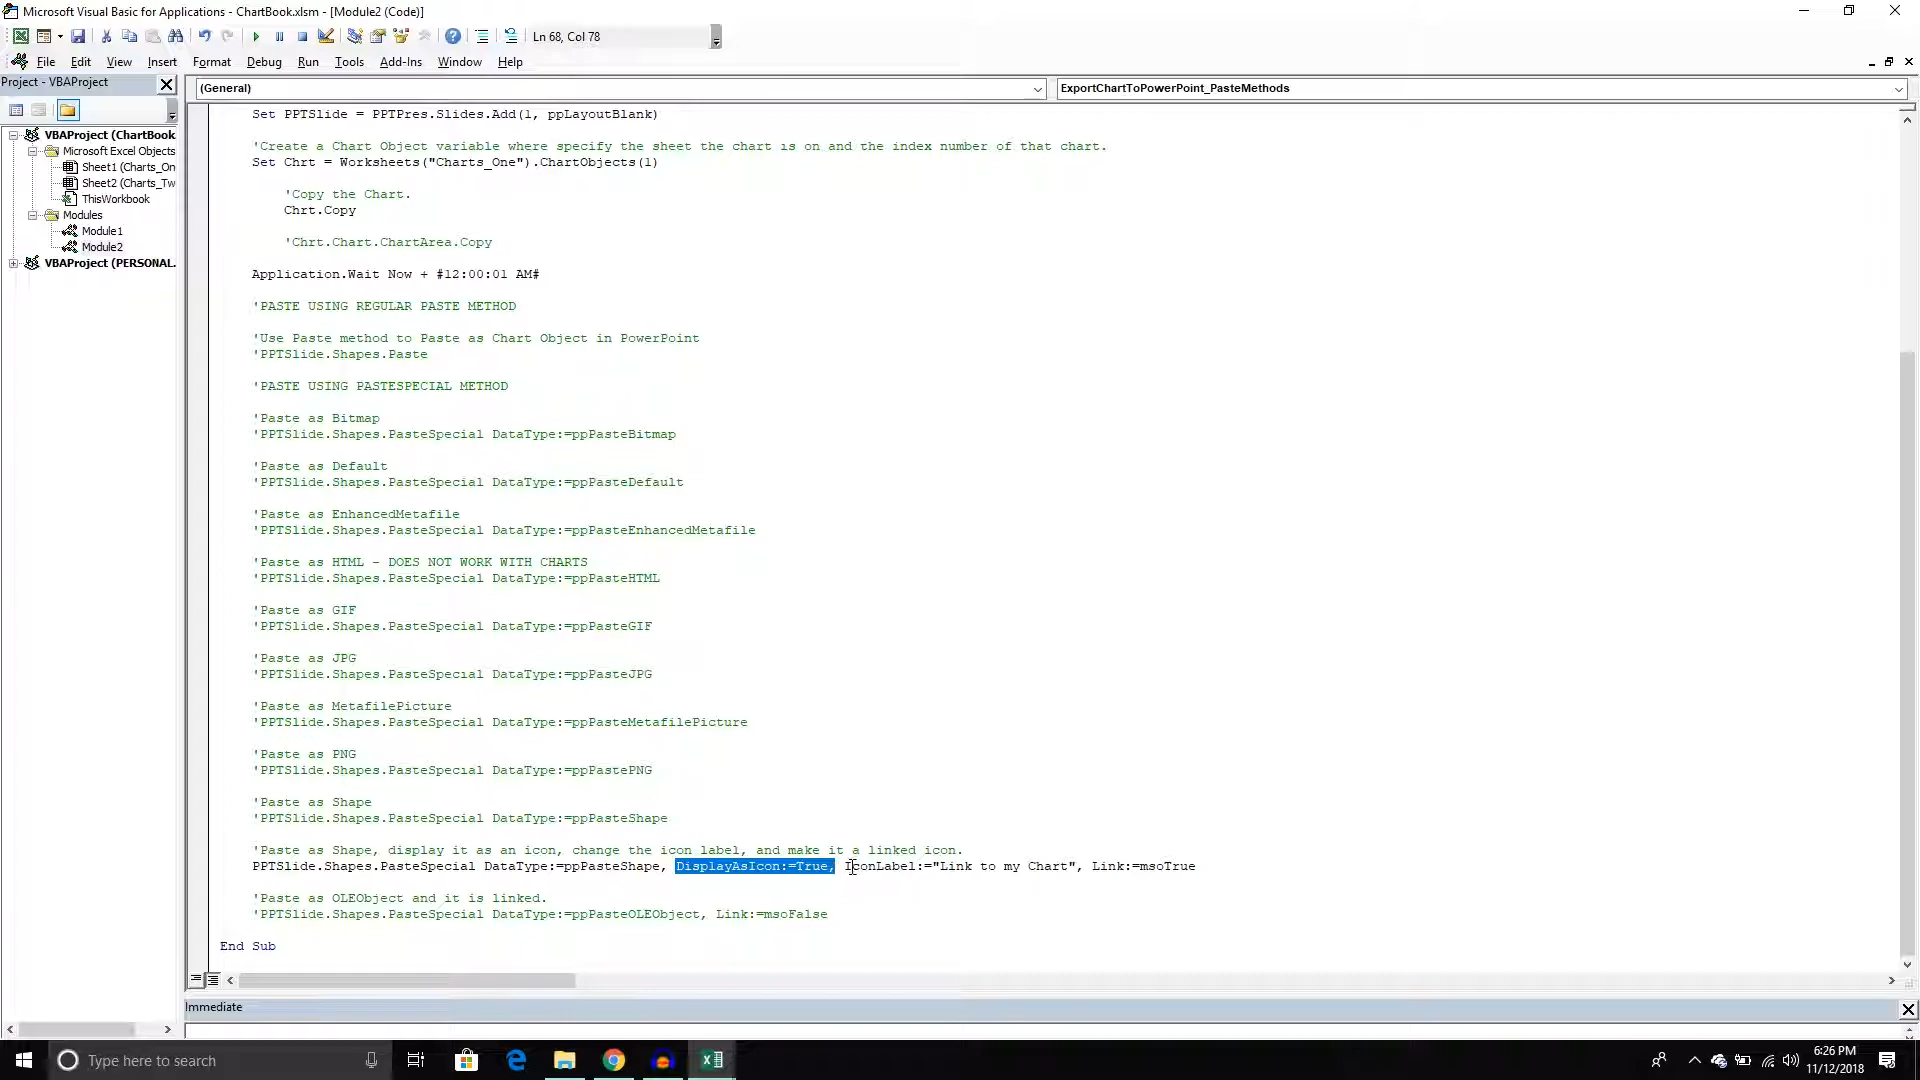 Microsoft Visual Basic for Applications - ChartBook.xlsm - [Module2 (Code)]
Ln 68, Col 78
File Edit View Insert Format Debug Run Tools Add-Ins Window Help
Project - VBAProject
(General)
ExportChartToPowerPoint_PasteMethods
VBAProject (ChartBook.
Microsoft Excel Objects
Sheet1 (Charts_On
Sheet2 (Charts_Tw
ThisWorkbook
Modules
Module1
Module2
VBAProject (PERSONAL.
Set PPTSlide = PPTPres.Slides.Add(1, ppLayoutBlank)
'Create a Chart Object variable where specify the sheet the chart is on and the index number of that chart.
Set Chrt = Worksheets("Charts_One").ChartObjects(1)
'Copy the Chart.
Chrt.Copy
'Chrt.Chart.ChartArea.Copy
Application.Wait Now + #12:00:01 AM#
'PASTE USING REGULAR PASTE METHOD
'Use Paste method to Paste as Chart Object in PowerPoint
'PPTSlide.Shapes.Paste
'PASTE USING PASTESPECIAL METHOD
'Paste as Bitmap
'PPTSlide.Shapes.PasteSpecial DataType:=ppPasteBitmap
'Paste as Default
'PPTSlide.Shapes.PasteSpecial DataType:=ppPasteDefault
'Paste as EnhancedMetafile
'PPTSlide.Shapes.PasteSpecial DataType:=ppPasteEnhancedMetafile
'Paste as HTML - DOES NOT WORK WITH CHARTS
'PPTSlide.Shapes.PasteSpecial DataType:=ppPasteHTML
'Paste as GIF
'PPTSlide.Shapes.PasteSpecial DataType:=ppPasteGIF
'Paste as JPG
'PPTSlide.Shapes.PasteSpecial DataType:=ppPasteJPG
'Paste as MetafilePicture
'PPTSlide.Shapes.PasteSpecial DataType:=ppPasteMetafilePicture
'Paste as PNG
'PPTSlide.Shapes.PasteSpecial DataType:=ppPastePNG
'Paste as Shape
'PPTSlide.Shapes.PasteSpecial DataType:=ppPasteShape
'Paste as Shape, display it as an icon, change the icon label, and make it a linked icon.
PPTSlide.Shapes.PasteSpecial DataType:=ppPasteShape, DisplayAsIcon:=True, IconLabel:="Link to my Chart", Link:=msoTrue
'Paste as OLEObject and it is linked.
'PPTSlide.Shapes.PasteSpecial DataType:=ppPasteOLEObject, Link:=msoFalse
End Sub
Immediate
Type here to search
6:26 PM
11/12/2018